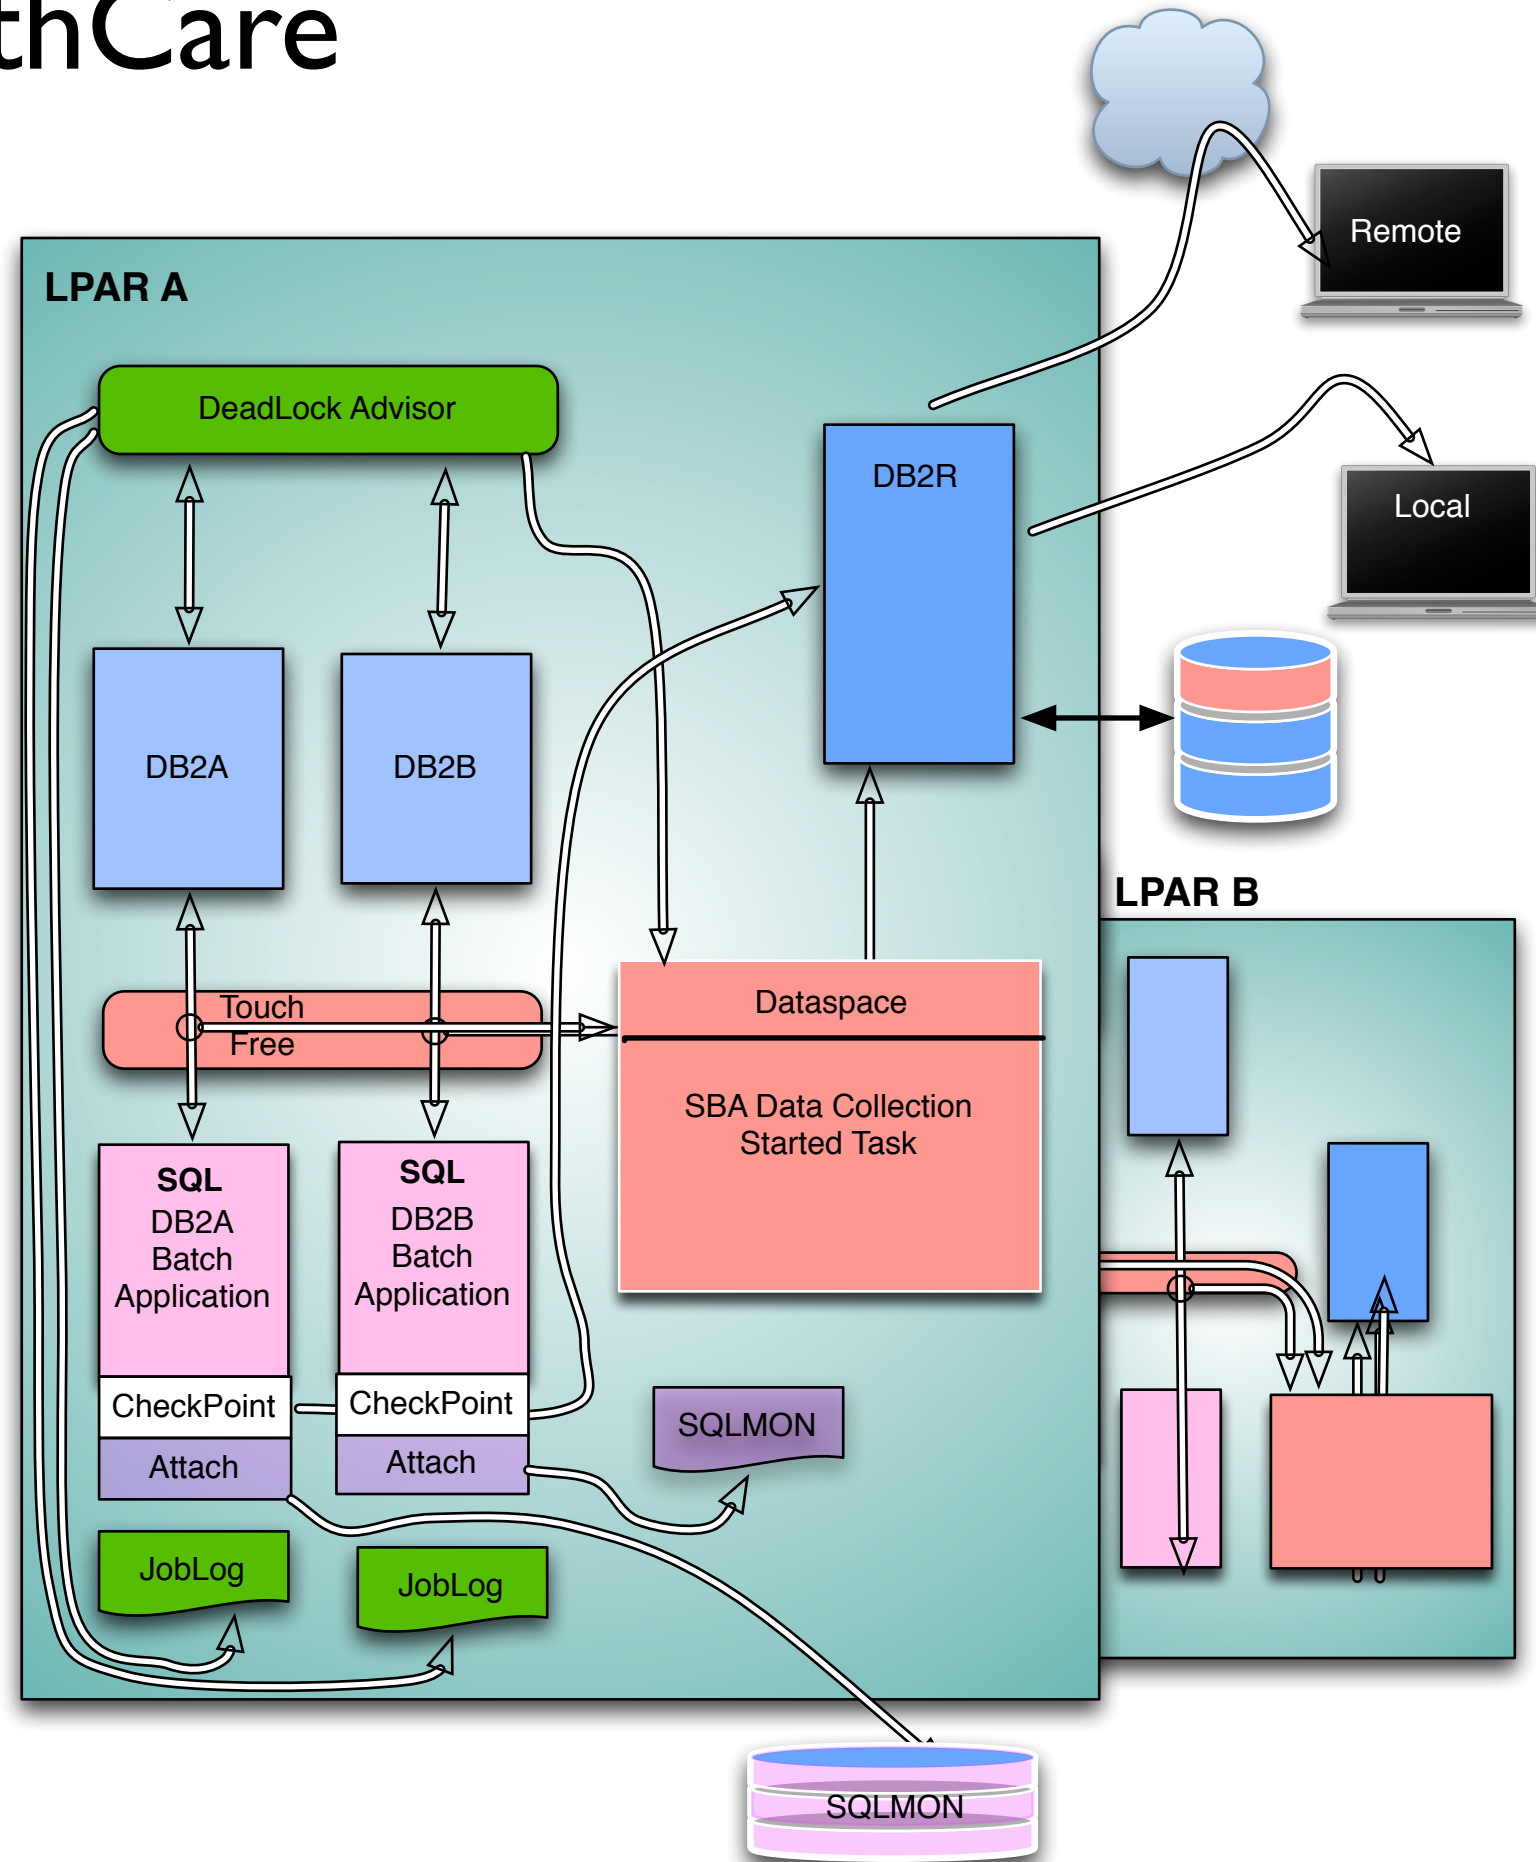 thCare
Remote
LPAR A
DeadLock Advisor
DB2R
Local
DB2A
DB2B
LPAR B
Touch
Free
Dataspace
SBA Data Collection
Started Task
SQL
DB2A
Batch
Application
SQL
DB2B
Batch
Application
CheckPoint
CheckPoint
Attach
Attach
SQLMON
JobLog
JobLog
SQLMON